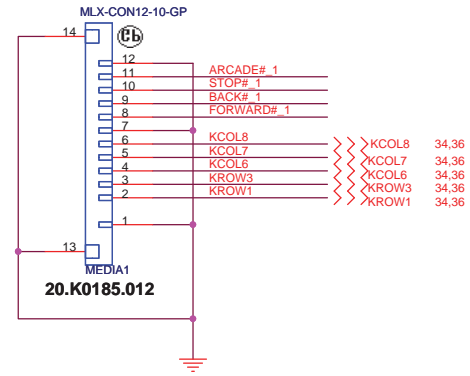 MLX-CON12-10-GP
14
Cb
12
11 ARCADE#_1
10 STOP#_1
9 BACK#_1
8 FORWARD#_1
7
6 KCOL8 KCOL8 34,36
5 KCOL7 KCOL7 34,36
4 KCOL6 KCOL6 34,36
3 KROW3 KROW3 34,36
2 KROW1 KROW1 34,36
1
13
MEDIA1
20.K0185.012